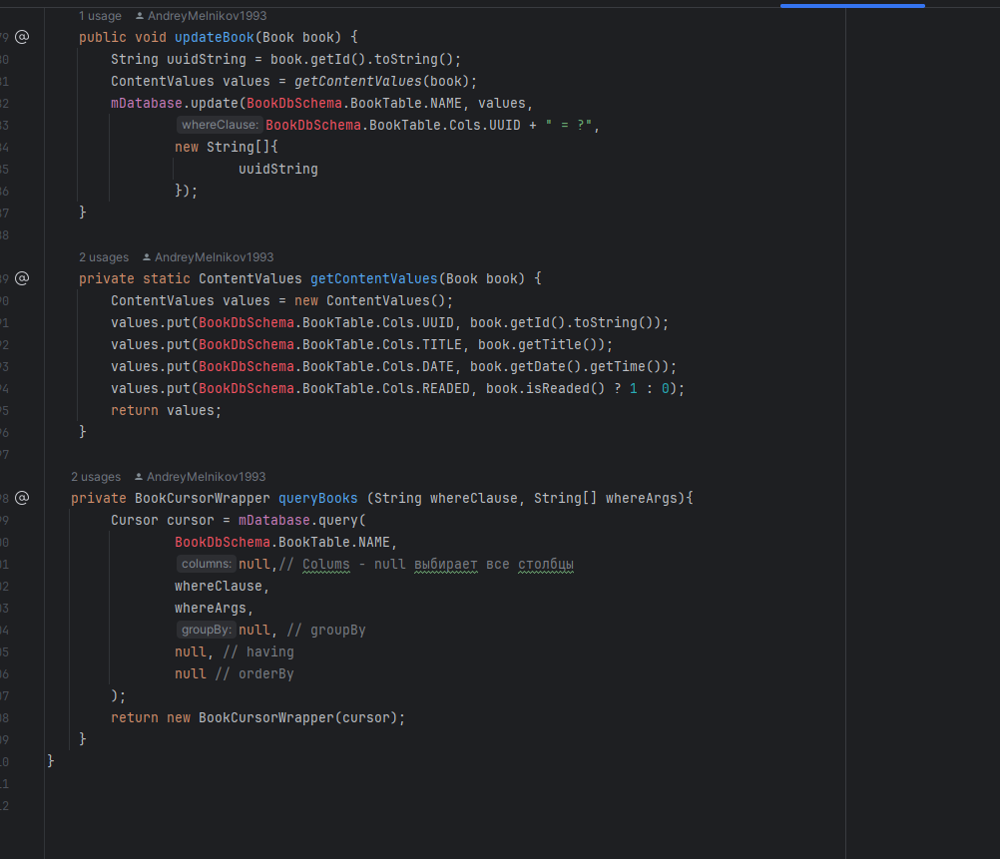 1 usage AndreyMelnikov1993
public void updateBook(Book book) {
String uuidString = book.getId().toString();
ContentValues values = getContentValues(book);
mDatabase.update(BookDbSchema.BookTable.NAME, values,
whereClause: BookDbSchema.BookTable.Cols.UUID + " = ?",
new String[]{
uuidString
});
}
2 usages AndreyMelnikov1993
private static ContentValues getContentValues(Book book) {
ContentValues values = new ContentValues();
values.put(BookDbSchema.BookTable.Cols.UUID, book.getId().toString());
values.put(BookDbSchema.BookTable.Cols.TITLE, book.getTitle());
values.put(BookDbSchema.BookTable.Cols.DATE, book.getDate().getTime());
values.put(BookDbSchema.BookTable.Cols.READED, book.isReaded() ? 1 : 0);
return values;
}
2 usages AndreyMelnikov1993
private BookCursorWrapper queryBooks (String whereClause, String[] whereArgs){
Cursor cursor = mDatabase.query(
BookDbSchema.BookTable.NAME,
columns: null,// Colums - null выбирает все столбцы
whereClause,
whereArgs,
groupBy: null, // groupBy
null, // having
null // orderBy
);
return new BookCursorWrapper(cursor);
}
}